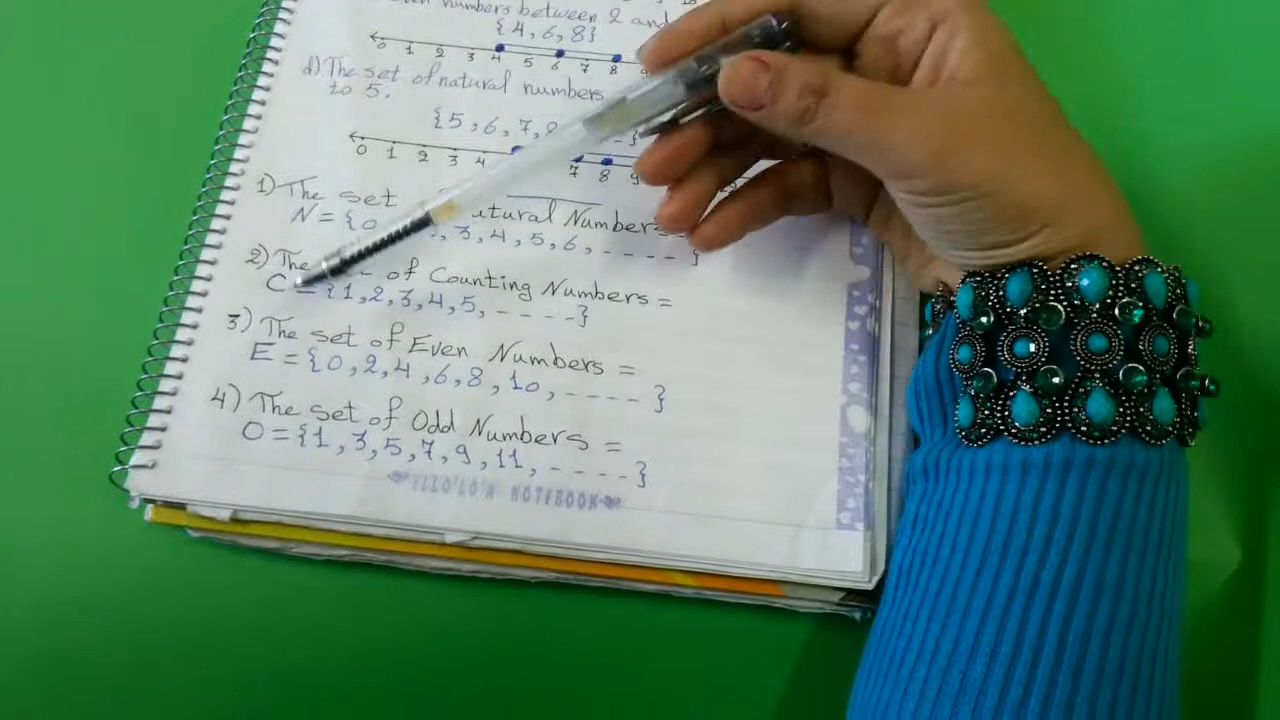 Even numbers between 2 and
{4, 6, 8}
0 1 2 3 4 5 6 7 8
d) The set of natural numbers
to 5.
{5, 6, 7, 8 - }
0 1 2 3 4 7 8 9
1) The set Natural Numbers
N = {0 , 3, 4, 5, 6, - - - - }
2) The of Counting Numbers =
C = {1, 2, 3, 4, 5, - - - - }
3) The set of Even Numbers =
E = {0, 2, 4, 6, 8, 10, - - - - }
4) The set of Odd Numbers =
O = {1, 3, 5, 7, 9, 11, - - - - }
NOTEBOOK